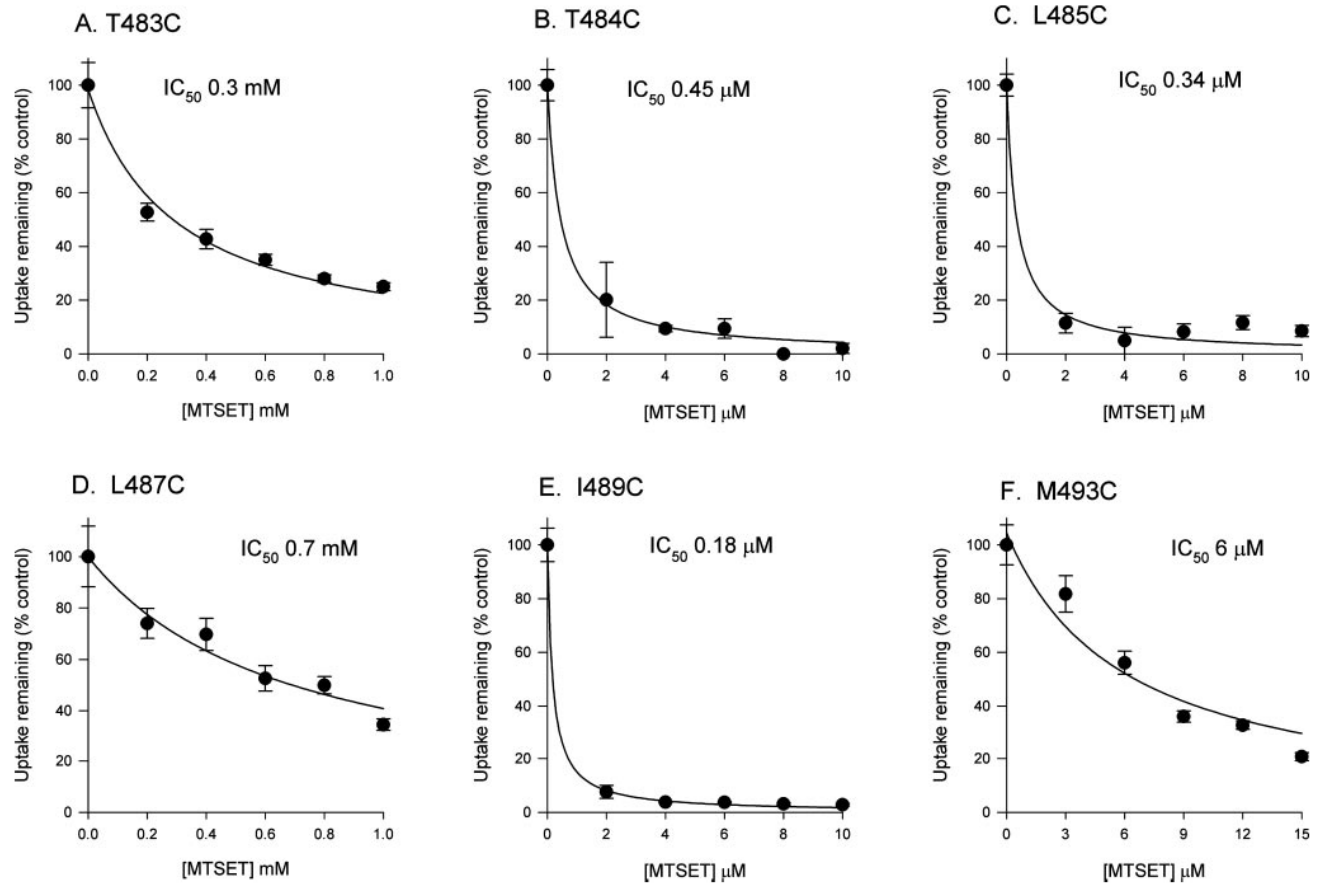 A. T483C
IC50 0.3 mM
Uptake remaining (% control)
100
80
60
40
20
0
0.0 0.2 0.4 0.6 0.8 1.0
[MTSET] mM
B. T484C
IC50 0.45 μM
Uptake remaining (% control)
100
80
60
40
20
0
0 2 4 6 8 10
[MTSET] μM
C. L485C
IC50 0.34 μM
Uptake remaining (% control)
100
80
60
40
20
0
0 2 4 6 8 10
[MTSET] μM
D. L487C
IC50 0.7 mM
Uptake remaining (% control)
100
80
60
40
20
0
0.0 0.2 0.4 0.6 0.8 1.0
[MTSET] mM
E. I489C
IC50 0.18 μM
Uptake remaining (% control)
100
80
60
40
20
0
0 2 4 6 8 10
[MTSET] μM
F. M493C
IC50 6 μM
Uptake remaining (% control)
100
80
60
40
20
0
0 3 6 9 12 15
[MTSET] μM